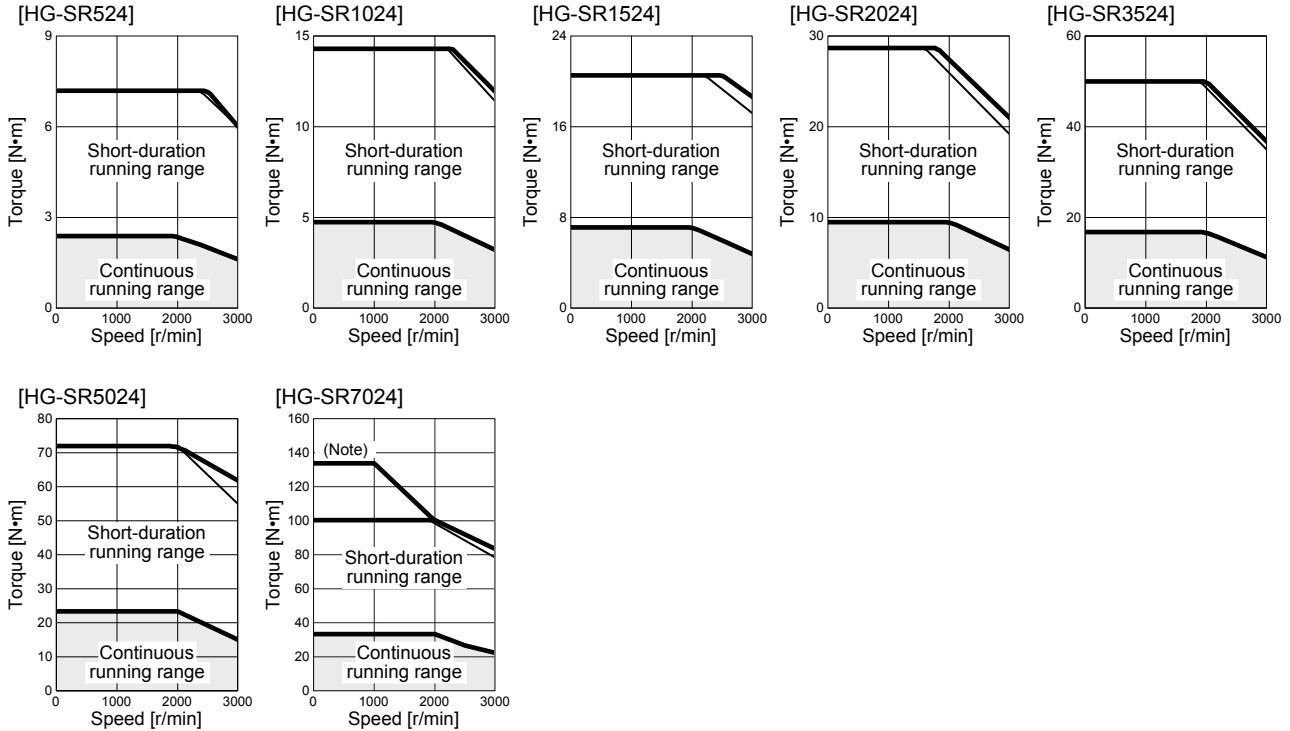 [HG-SR524]
9
6
3
0
Torque [N•m]
Short-duration
running range
Continuous
running range
0 1000 2000 3000
Speed [r/min]
[HG-SR1024]
15
10
5
0
Torque [N•m]
Short-duration
running range
Continuous
running range
0 1000 2000 3000
Speed [r/min]
[HG-SR1524]
24
16
8
0
Torque [N•m]
Short-duration
running range
Continuous
running range
0 1000 2000 3000
Speed [r/min]
[HG-SR2024]
30
20
10
0
Torque [N•m]
Short-duration
running range
Continuous
running range
0 1000 2000 3000
Speed [r/min]
[HG-SR3524]
60
40
20
0
Torque [N•m]
Short-duration
running range
Continuous
running range
0 1000 2000 3000
Speed [r/min]
[HG-SR5024]
80
70
60
50
40
30
20
10
0
Torque [N•m]
Short-duration
running range
Continuous
running range
0 1000 2000 3000
Speed [r/min]
[HG-SR7024]
160
140
120
100
80
60
40
20
0
Torque [N•m]
(Note)
Short-duration
running range
Continuous
running range
0 1000 2000 3000
Speed [r/min]